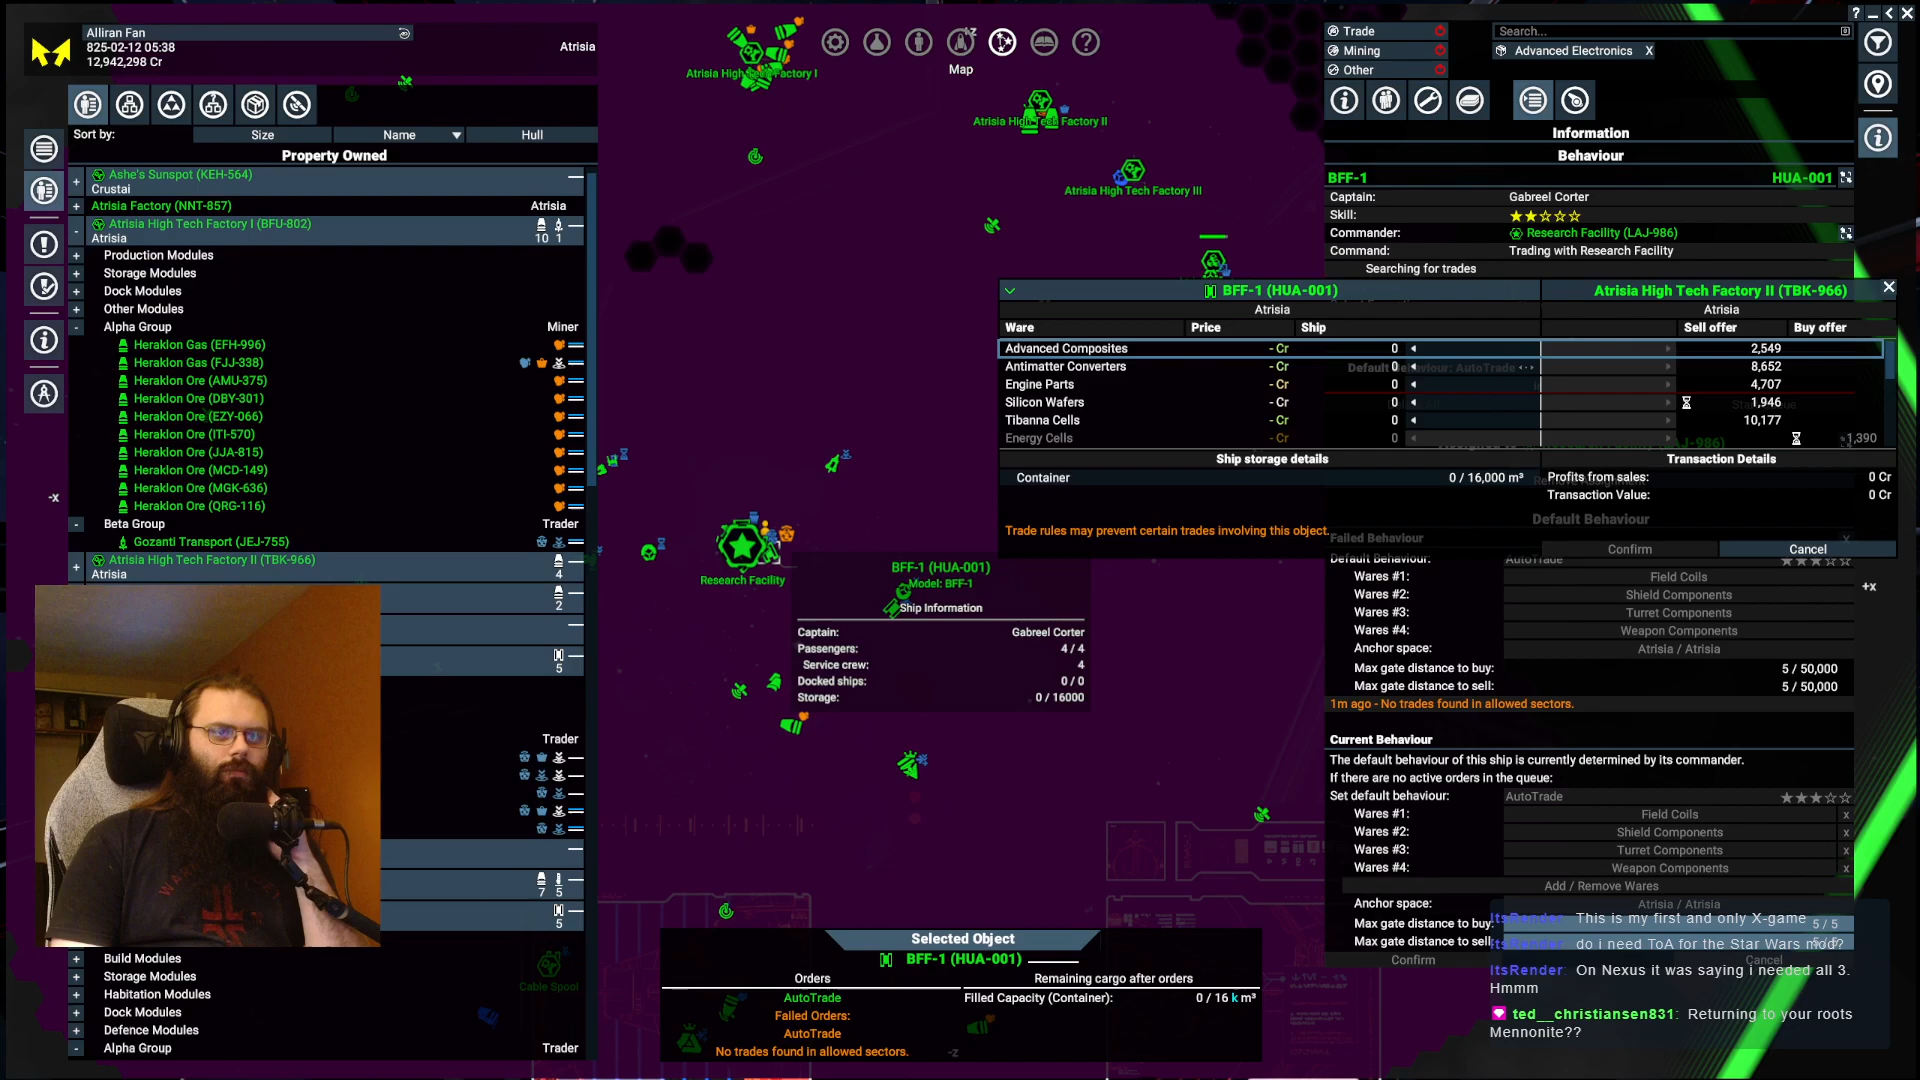 Alliran Fan
825-02-12 05:38
12,942,298 Cr
Atrisia
Sort by:
Size
Name
Hull
Property Owned
Ashe's Sunspot (KEH-564)
Crustai
Atrisia Factory (NNT-857)
Atrisia
Atrisia High Tech Factory I (BFU-802)
Atrisia
10 1
Production Modules
Storage Modules
Dock Modules
Other Modules
Alpha Group
Miner
Heraklon Gas (EFH-996)
Heraklon Gas (FJJ-338)
Heraklon Ore (AMU-375)
Heraklon Ore (DBY-301)
Heraklon Ore (EZY-066)
Heraklon Ore (ITI-570)
Heraklon Ore (JJA-815)
Heraklon Ore (MCD-149)
Heraklon Ore (MGK-636)
Heraklon Ore (QRG-116)
Beta Group
Trader
Gozanti Transport (JEJ-755)
Atrisia High Tech Factory II (TBK-966)
Atrisia
4
2
5
Trader
7 5
5
Build Modules
Storage Modules
Habitation Modules
Dock Modules
Defence Modules
Alpha Group
Trader
-x
Map
+z
Atrisia High Tech Factory I
Atrisia High Tech Factory II
Atrisia High Tech Factory III
Research Facility
Cable Spool
BFF-1 (HUA-001)
Model: BFF-1
Ship Information
Captain: Gabreel Corter
Passengers: 4 / 4
Service crew: 4
Docked ships: 0 / 0
Storage: 0 / 16000
Selected Object
BFF-1 (HUA-001)
Orders
Remaining cargo after orders
AutoTrade
Filled Capacity (Container): 0 / 16 k m³
Failed Orders:
AutoTrade
No trades found in allowed sectors.
-z
Trade
Mining
Other
Search...
Advanced Electronics X
Information
Behaviour
BFF-1
HUA-001
Captain: Gabreel Corter
Skill:
Commander: Research Facility (LAJ-986)
Command: Trading with Research Facility
Searching for trades
BFF-1 (HUA-001)
Atrisia High Tech Factory II (TBK-966)
Atrisia
Atrisia
Ware Price Ship Sell offer Buy offer
Advanced Composites - Cr 0 2,549
Antimatter Converters - Cr 0 8,652
Engine Parts - Cr 0 4,707
Silicon Wafers - Cr 0 1,946
Tibanna Cells - Cr 0 10,177
Energy Cells - Cr 0 0 1,390
Default Behaviour: AutoTrade
Ship storage details
Transaction Details
Container 0 / 16,000 m³
Profits from sales: 0 Cr
Transaction Value: 0 Cr
Trade rules may prevent certain trades involving this object.
Confirm
Cancel
Default Behaviour
Failed Behaviour
Default Behaviour: AutoTrade
Wares #1: Field Coils
Wares #2: Shield Components
Wares #3: Turret Components
Wares #4: Weapon Components
Anchor space: Atrisia / Atrisia
Max gate distance to buy: 5 / 50,000
Max gate distance to sell: 5 / 50,000
1m ago - No trades found in allowed sectors.
+x
Current Behaviour
The default behaviour of this ship is currently determined by its commander.
If there are no active orders in the queue:
Set default behaviour: AutoTrade
Wares #1: Field Coils x
Wares #2: Shield Components x
Wares #3: Turret Components x
Wares #4: Weapon Components x
Add / Remove Wares
Anchor space: Atrisia / Atrisia
Max gate distance to buy: 5 / 5
Max gate distance to sell
Confirm
Cancel
ItsRender: This is my first and only X-game
ItsRender: do i need ToA for the Star Wars mod?
ItsRender: On Nexus it was saying i needed all 3.
Hmmm
ted__christiansen831: Returning to your roots
Mennonite??